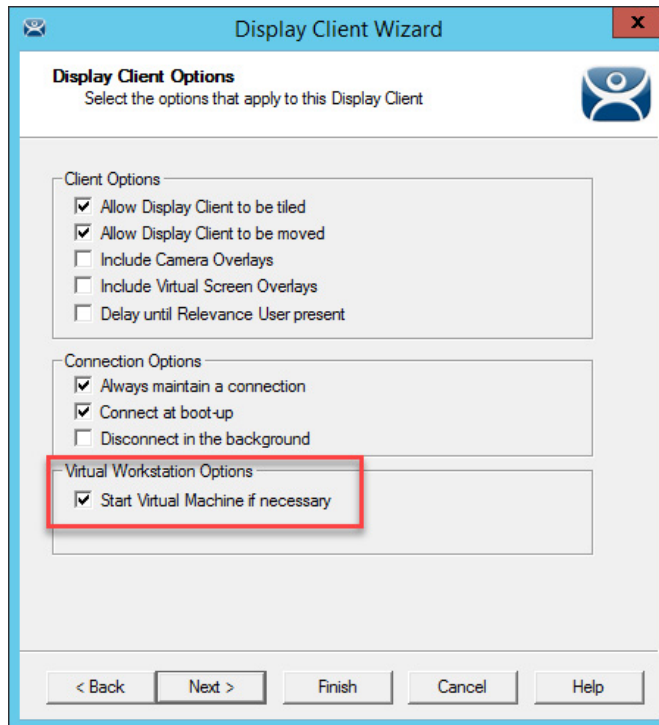 Display Client Wizard
x
Display Client Options
Select the options that apply to this Display Client
Client Options
Allow Display Client to be tiled
Allow Display Client to be moved
Include Camera Overlays
Include Virtual Screen Overlays
Delay until Relevance User present
Connection Options
Always maintain a connection
Connect at boot-up
Disconnect in the background
Virtual Workstation Options
Start Virtual Machine if necessary
< Back Next > Finish Cancel Help